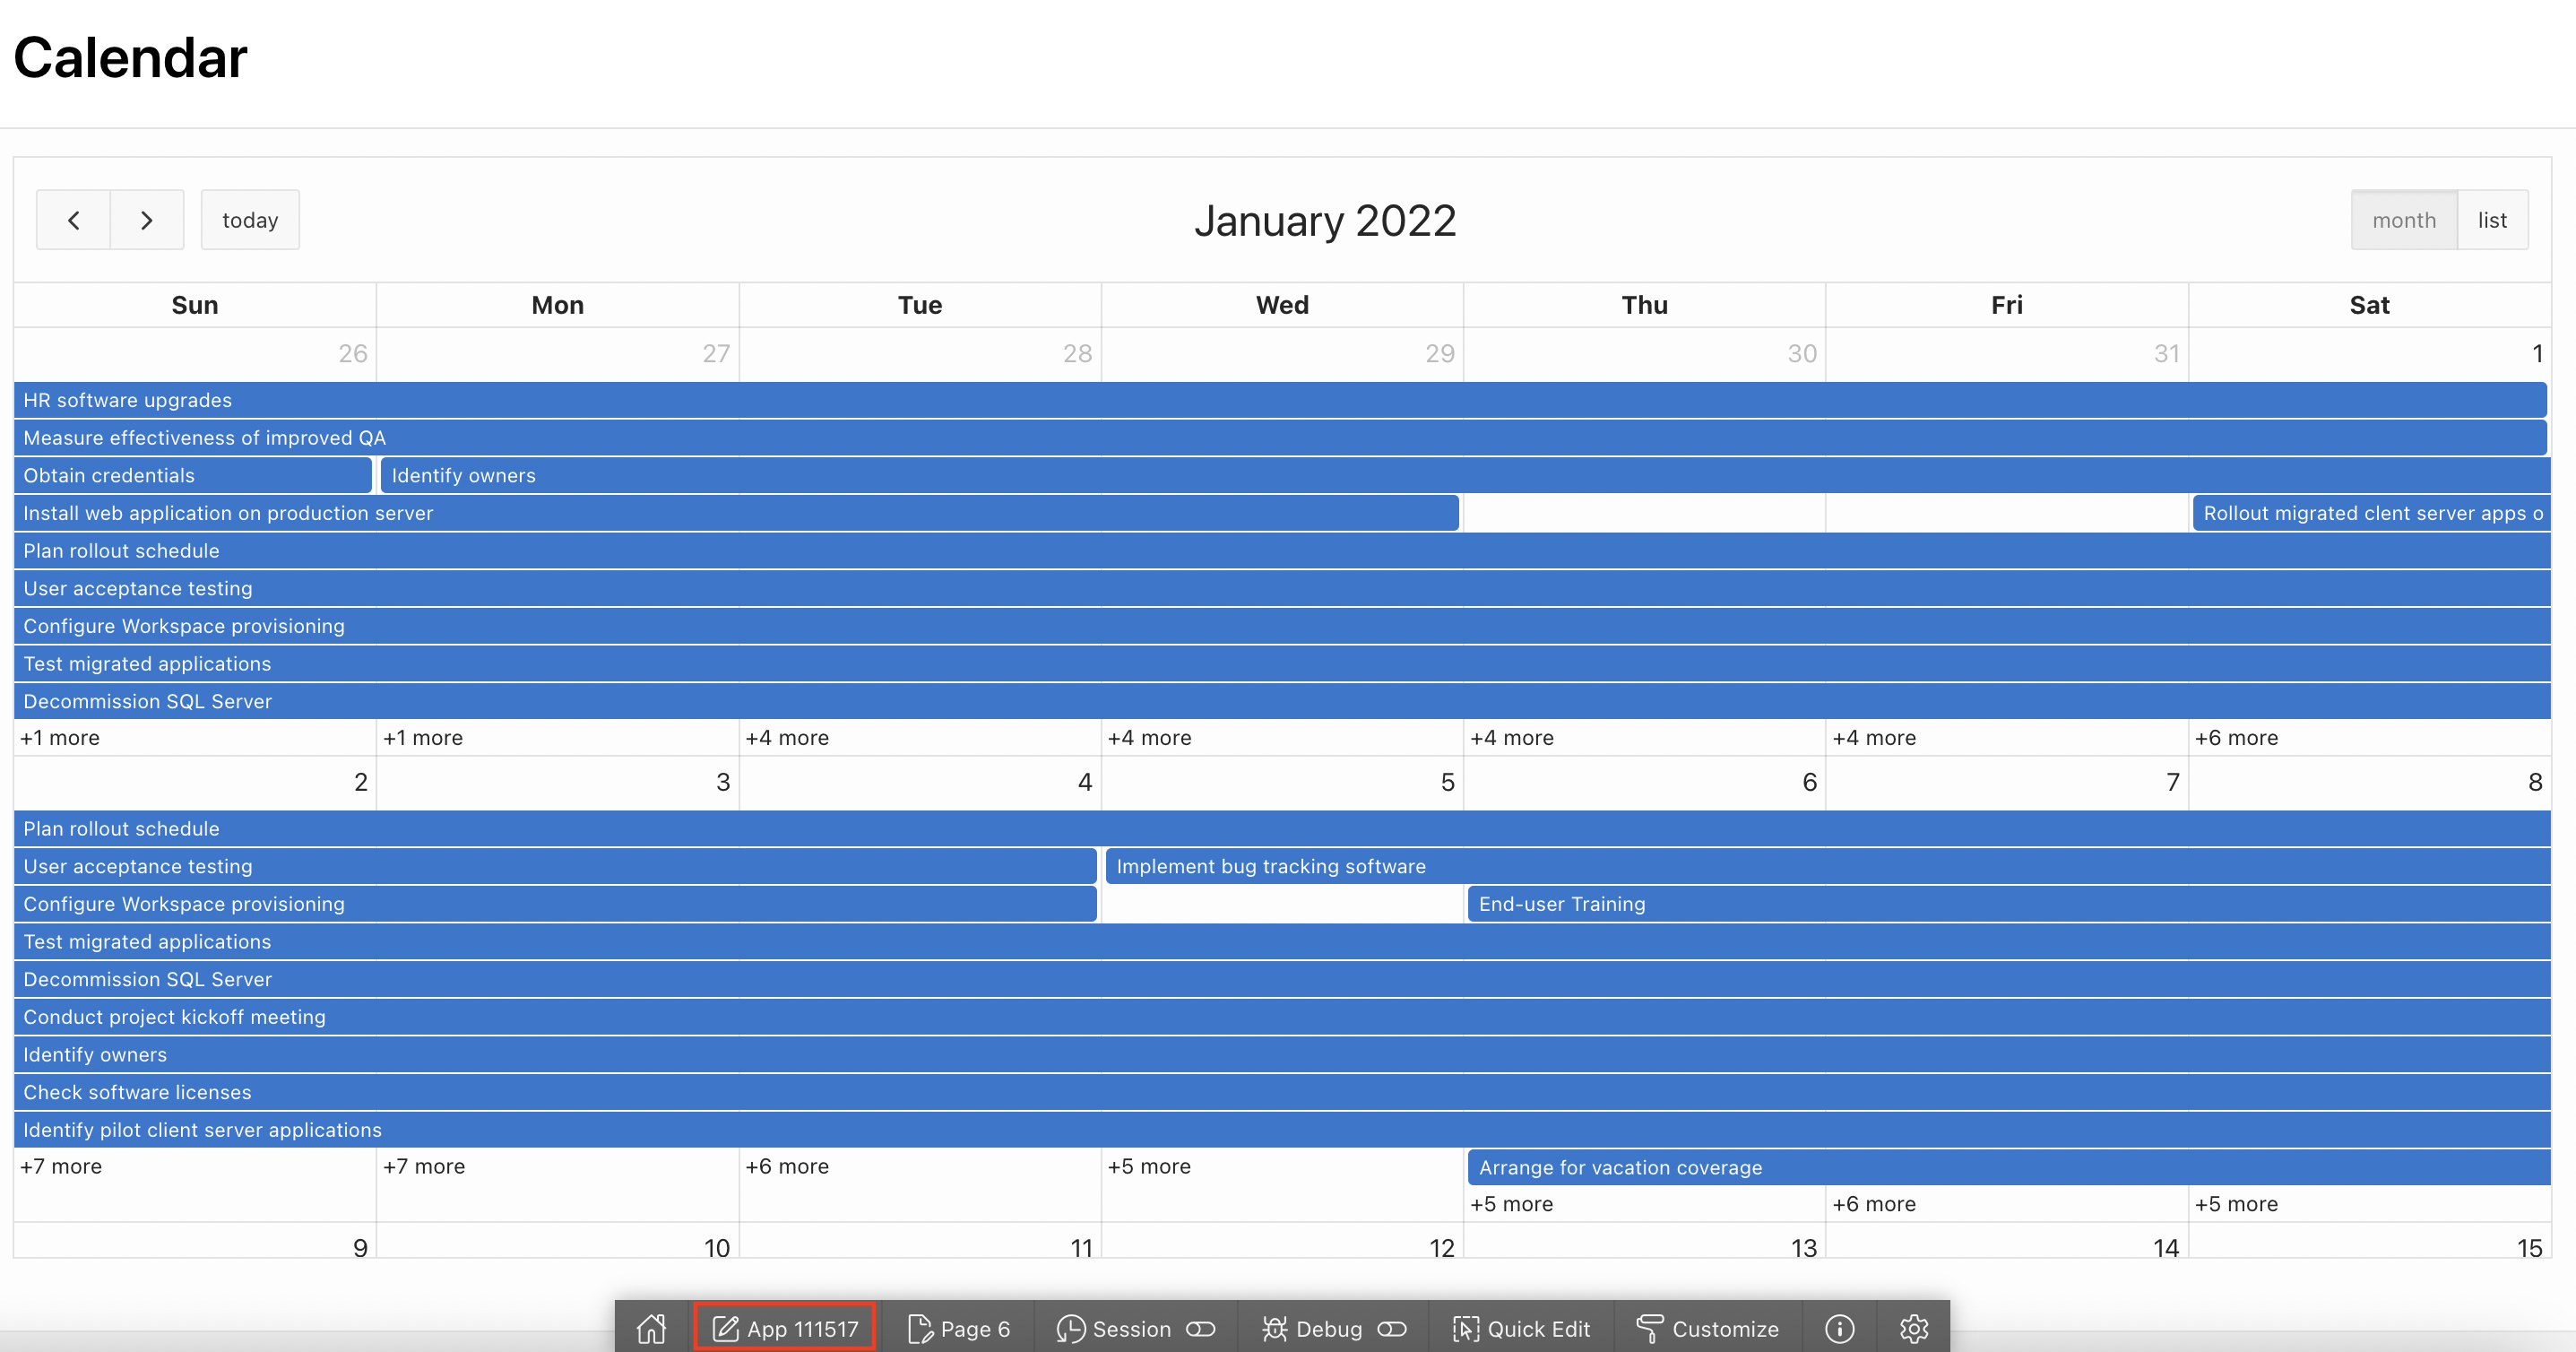 Calendar
today
January 2022
month list
Sun Mon Tue Wed Thu Fri Sat
26 27 28 29 30 31 1
HR software upgrades
Measure effectiveness of improved QA
Obtain credentials Identify owners
Install web application on production server Rollout migrated clent server apps o
Plan rollout schedule
User acceptance testing
Configure Workspace provisioning
Test migrated applications
Decommission SQL Server
+1 more +1 more +4 more +4 more +4 more +4 more +6 more
2 3 4 5 6 7 8
Plan rollout schedule
User acceptance testing Implement bug tracking software
Configure Workspace provisioning End-user Training
Test migrated applications
Decommission SQL Server
Conduct project kickoff meeting
Identify owners
Check software licenses
Identify pilot client server applications
+7 more +7 more +6 more +5 more Arrange for vacation coverage
+5 more +6 more +5 more
9 10 11 12 13 14 15
App 111517 Page 6 Session Debug Quick Edit Customize